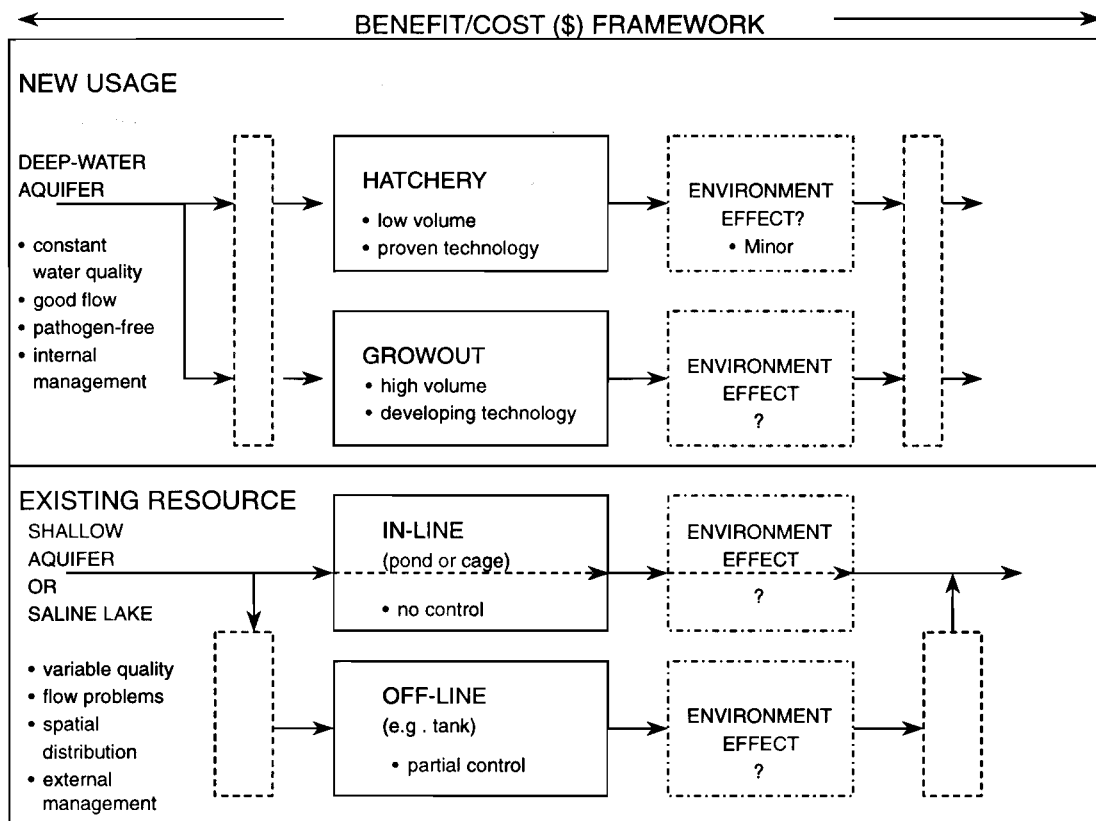 BENEFIT/COST ($) FRAMEWORK
NEW USAGE
DEEP-WATER
AQUIFER
• constant
water quality
• good flow
• pathogen-free
• internal
management
HATCHERY
• low volume
• proven technology
ENVIRONMENT
EFFECT?
• Minor
GROWOUT
• high volume
• developing technology
ENVIRONMENT
EFFECT
?
EXISTING RESOURCE
SHALLOW
AQUIFER
OR
SALINE LAKE
• variable quality
• flow problems
• spatial
distribution
• external
management
IN-LINE
(pond or cage)
• no control
ENVIRONMENT
EFFECT
?
OFF-LINE
(e.g . tank)
• partial control
ENVIRONMENT
EFFECT
?